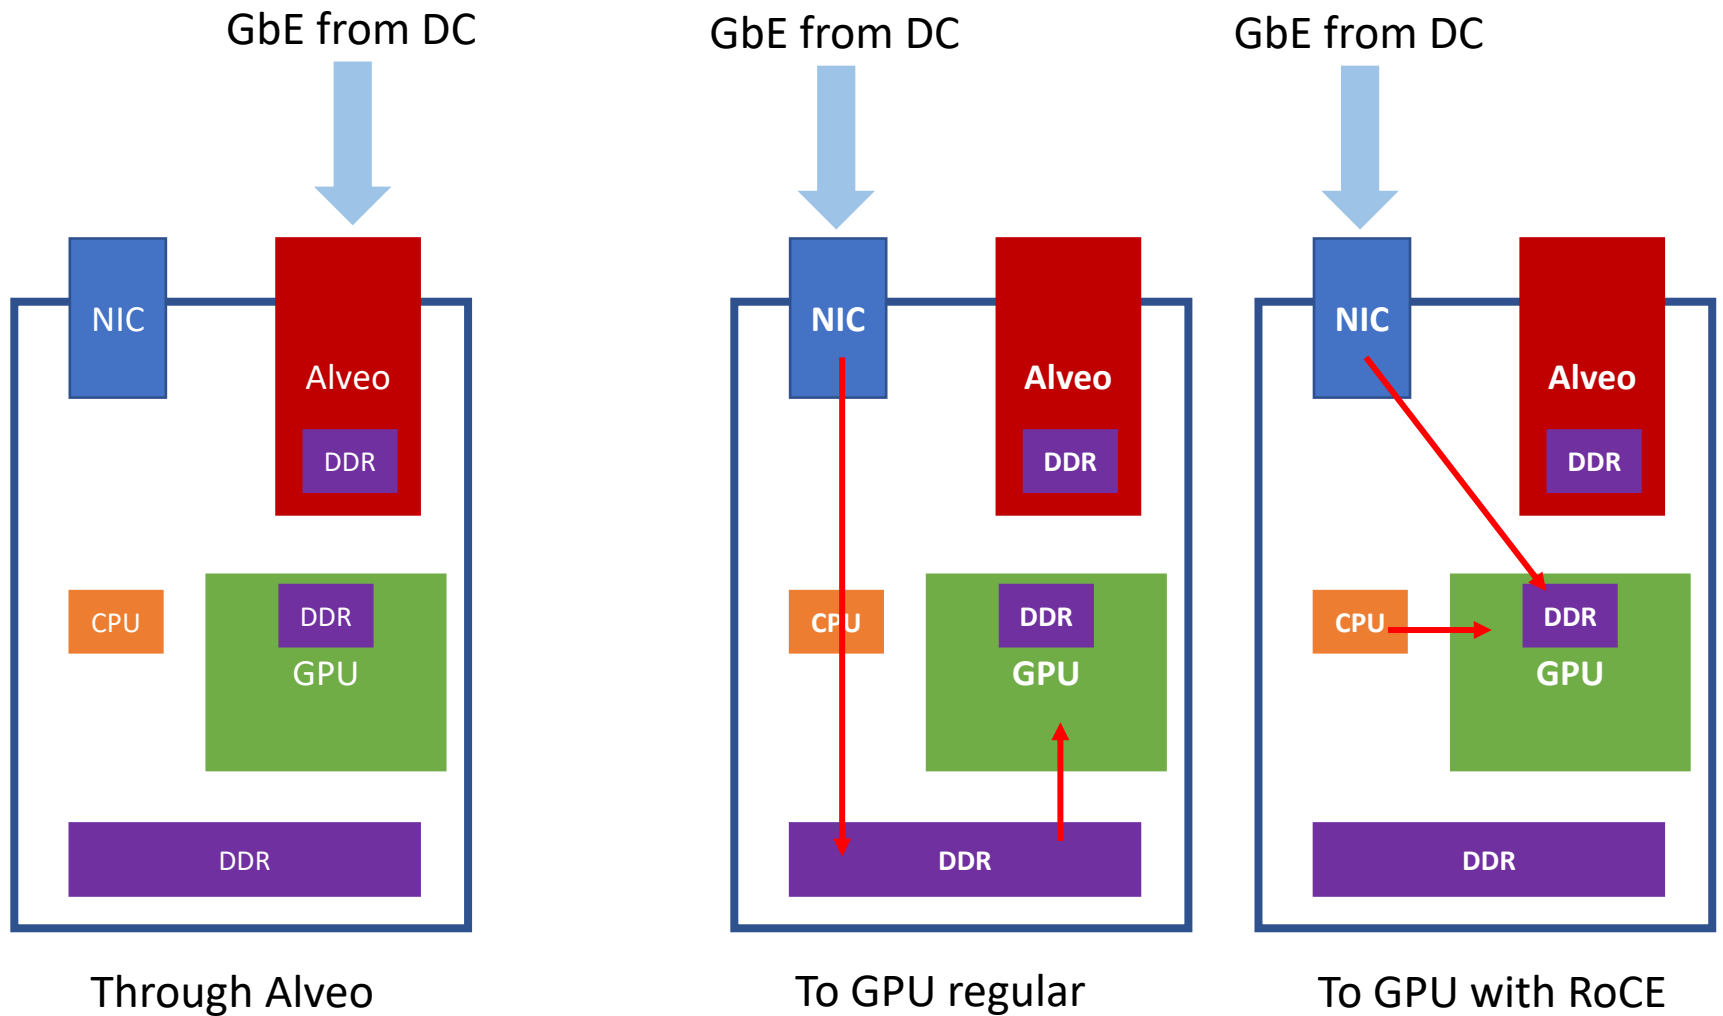 GbE from DC
NIC
Alveo
DDR
CPU
DDR
GPU
DDR
Through Alveo
GbE from DC
NIC
Alveo
DDR
CPU
DDR
GPU
DDR
To GPU regular
GbE from DC
NIC
Alveo
DDR
CPU
DDR
GPU
DDR
To GPU with RoCE